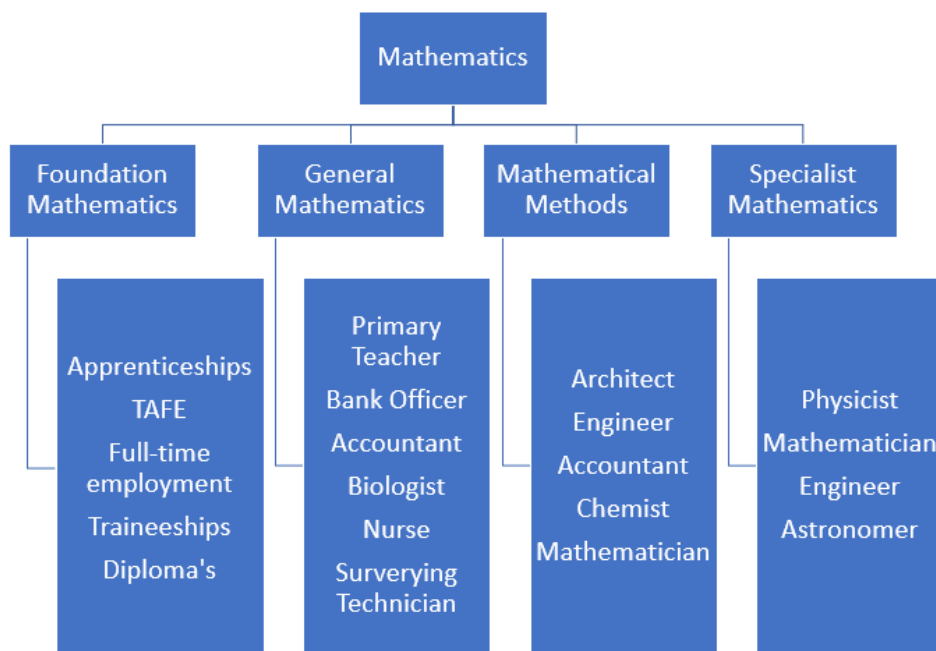 Mathematics
Foundation
Mathematics
General
Mathematics
Mathematical
Methods
Specialist
Mathematics
Apprenticeships
TAFE
Full-time
employment
Traineeships
Diploma's
Primary
Teacher
Bank Officer
Accountant
Biologist
Nurse
Surverying
Technician
Architect
Engineer
Accountant
Chemist
Mathematician
Physicist
Mathematician
Engineer
Astronomer